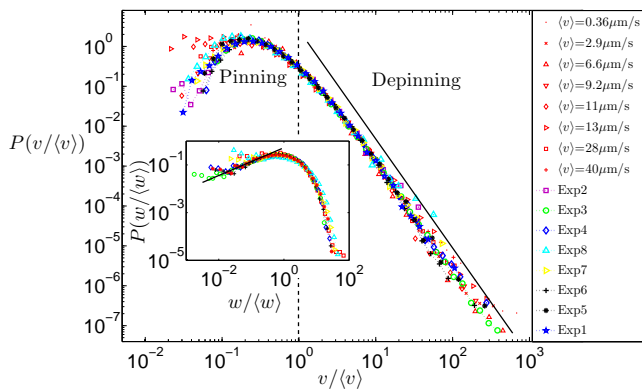 P(v/⟨v⟩)
10^0
10^-1
10^-2
10^-3
10^-4
10^-5
10^-6
10^-7
Pinning
Depinning
P(w/⟨w⟩)
10^-1
10^-5
10^-2
10^0
10^2
w/⟨w⟩
10^-2
10^-1
10^0
10^1
10^2
10^3
v/⟨v⟩
⟨v⟩=0.36μm/s
⟨v⟩=2.9μm/s
⟨v⟩=6.6μm/s
⟨v⟩=9.2μm/s
⟨v⟩=11μm/s
⟨v⟩=13μm/s
⟨v⟩=28μm/s
⟨v⟩=40μm/s
Exp2
Exp3
Exp4
Exp8
Exp7
Exp6
Exp5
Exp1